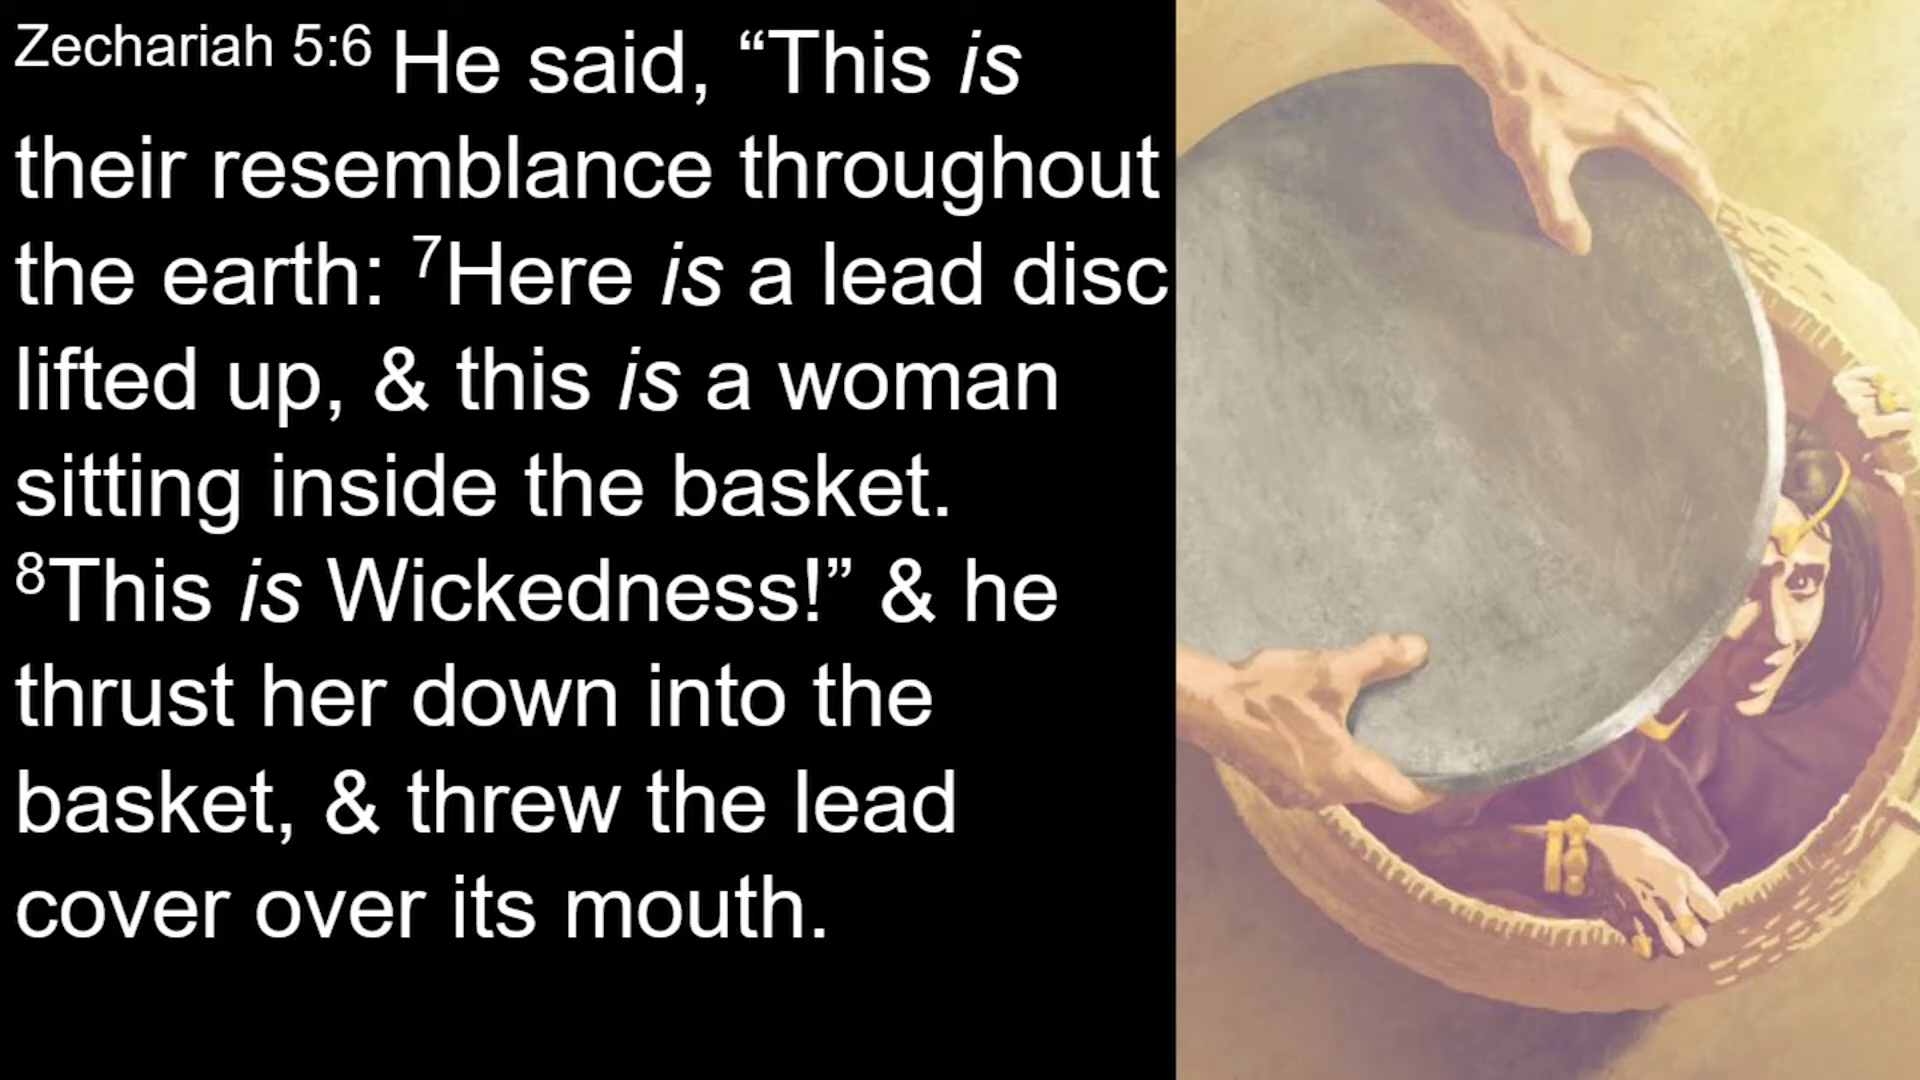 Zechariah 5:6 He said, “This is
their resemblance throughout
the earth: 7Here is a lead disc
lifted up, & this is a woman
sitting inside the basket.
8This is Wickedness!” & he
thrust her down into the
basket, & threw the lead
cover over its mouth.